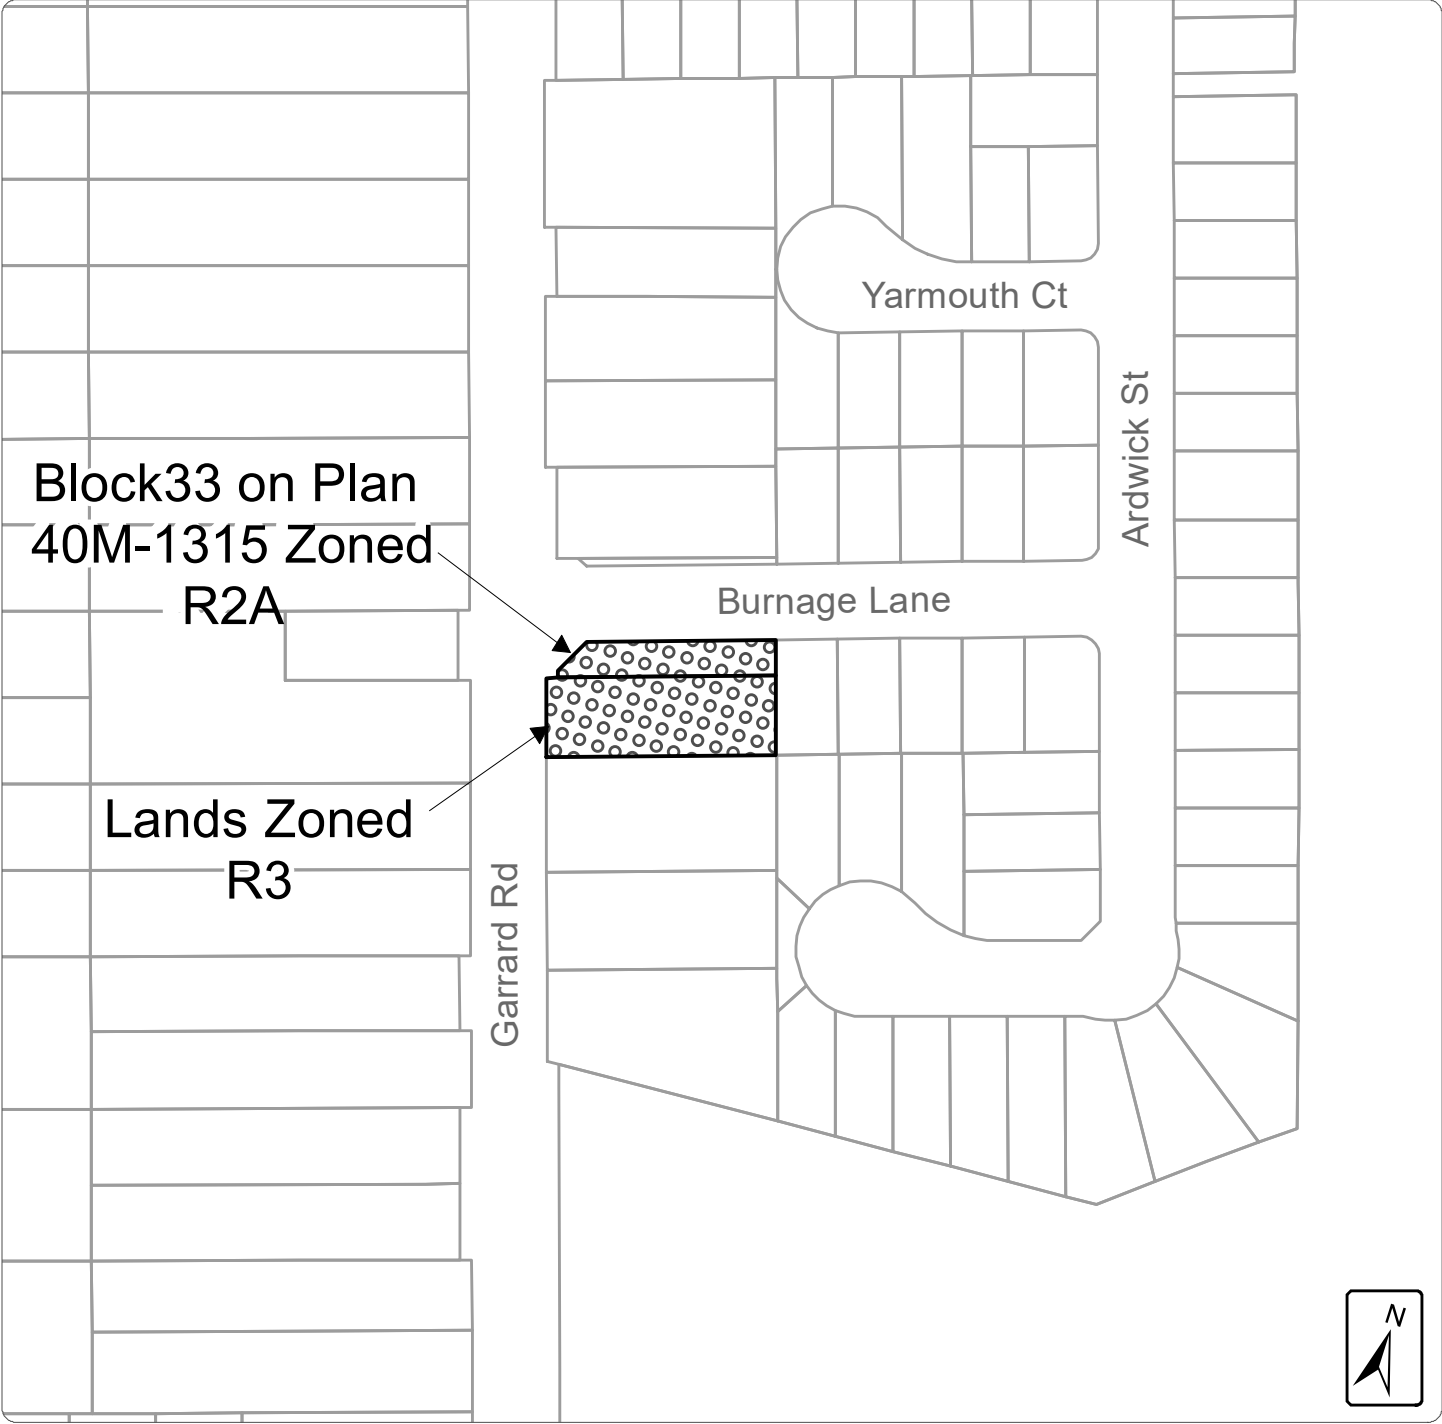 Yarmouth Ct
Ardwick St
Block33 on Plan
40M-1315 Zoned
R2A
Burnage Lane
Lands Zoned
R3
Garrard Rd
N